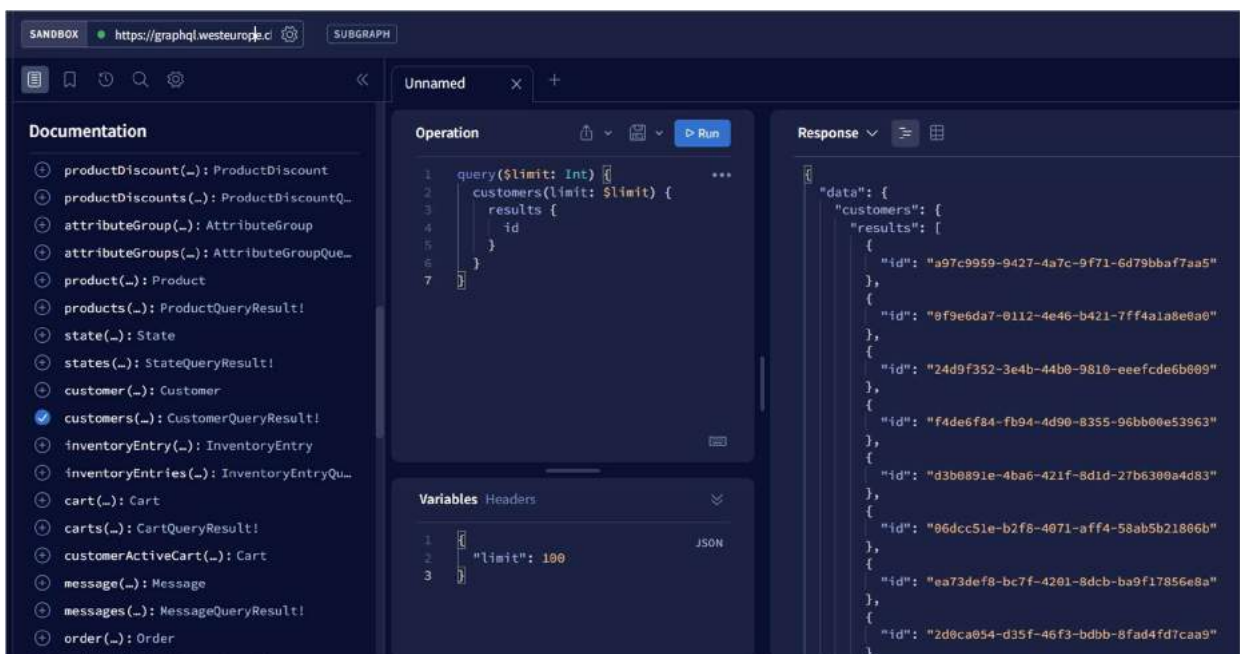 SANDBOX https://graphql.westeurope.cl SUBGRAPH
Documentation
productDiscount(…): ProductDiscount
productDiscounts(…): ProductDiscountQ…
attributeGroup(…): AttributeGroup
attributeGroups(…): AttributeGroupQue…
product(…): Product
products(…): ProductQueryResult!
state(…): State
states(…): StateQueryResult!
customer(…): Customer
customers(…): CustomerQueryResult!
inventoryEntry(…): InventoryEntry
inventoryEntries(…): InventoryEntryQu…
cart(…): Cart
carts(…): CartQueryResult!
customerActiveCart(…): Cart
message(…): Message
messages(…): MessageQueryResult!
order(…): Order
Unnamed
Operation Run
1 query($limit: Int) {
2 customers(limit: $limit) {
3 results {
4 id
5 }
6 }
7 }
Variables Headers
JSON
1 {
2 "limit": 100
3 }
Response
{
"data": {
"customers": {
"results": [
{
"id": "a97c9959-9427-4a7c-9f71-6d79bbaf7aa5"
},
{
"id": "0f9e6da7-0112-4e46-b421-7ff4a1a8e0a0"
},
{
"id": "24d9f352-3e4b-44b0-9810-eeefcde6b009"
},
{
"id": "f4de6f84-fb94-4d90-8355-96bb00e53963"
},
{
"id": "d3b0891e-4ba6-421f-8d1d-27b6300a4d83"
},
{
"id": "06dcc51e-b2f8-4071-aff4-58ab5b21806b"
},
{
"id": "ea73def8-bc7f-4201-8dcb-ba9f17856e8a"
},
{
"id": "2d0ca054-d35f-46f3-bdbb-8fad4fd7caa9"
}